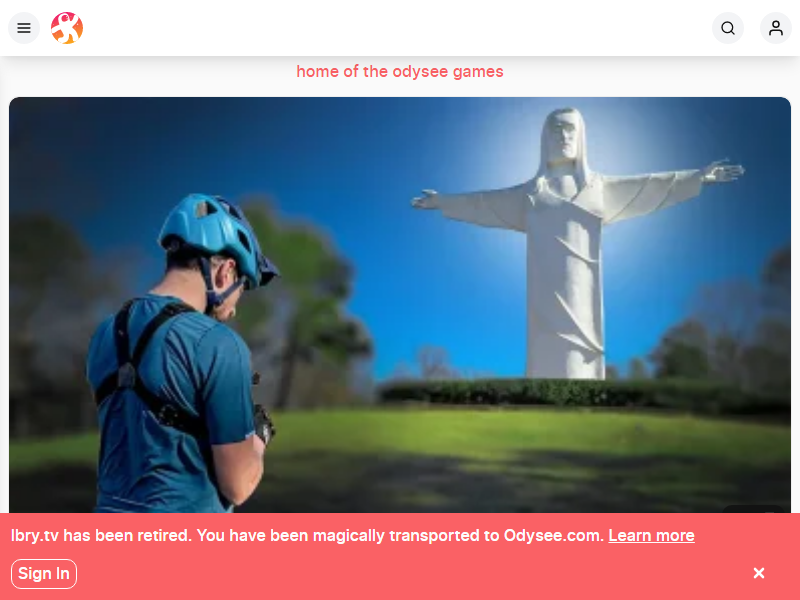 home of the odysee games
lbry.tv has been retired. You have been magically transported to Odysee.com. Learn more
Sign In